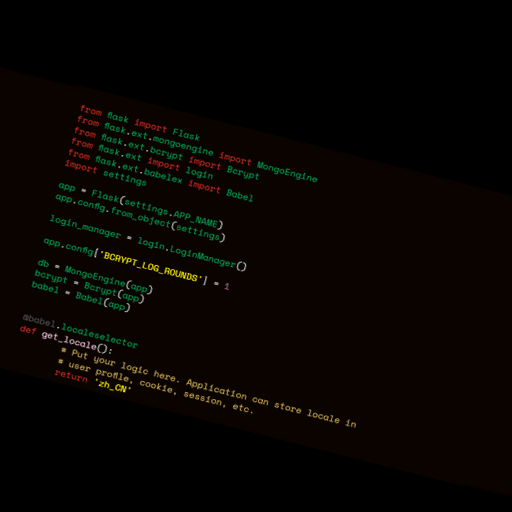 from flask import Flask
from flask.ext.mongoengine import MongoEngine
from flask.ext.bcrypt import Bcrypt
from flask.ext import login
from flask.ext.babelex import Babel
import settings
app = Flask(settings.APP_NAME)
app.config.from_object(settings)
login_manager = login.LoginManager()
app.config['BCRYPT_LOG_ROUNDS'] = 1
db = MongoEngine(app)
bcrypt = Bcrypt(app)
babel = Babel(app)
@babel.localeselector
def get_locale():
# Put your logic here. Application can store locale in
# user profile, cookie, session, etc.
return 'zh_CN'